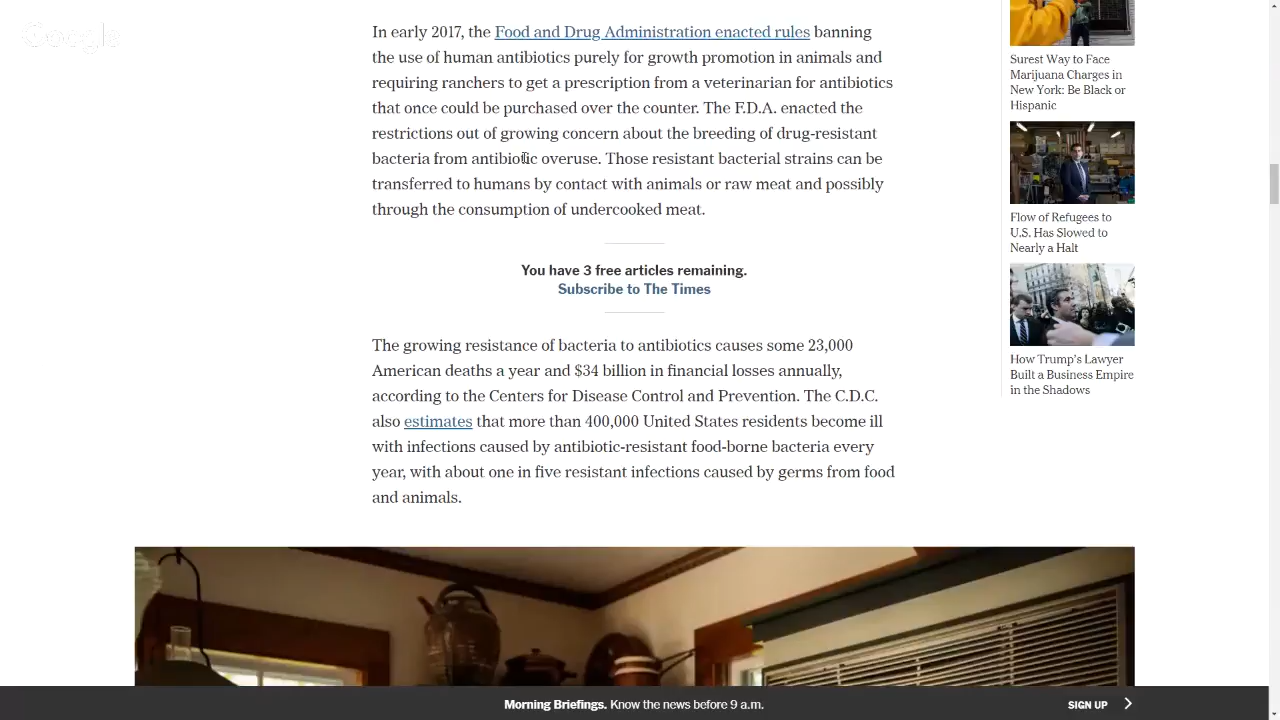 Google
In early 2017, the Food and Drug Administration enacted rules banning
the use of human antibiotics purely for growth promotion in animals and
requiring ranchers to get a prescription from a veterinarian for antibiotics
that once could be purchased over the counter. The F.D.A. enacted the
restrictions out of growing concern about the breeding of drug-resistant
bacteria from antibiotic overuse. Those resistant bacterial strains can be
transferred to humans by contact with animals or raw meat and possibly
through the consumption of undercooked meat.
You have 3 free articles remaining.
Subscribe to The Times
The growing resistance of bacteria to antibiotics causes some 23,000
American deaths a year and $34 billion in financial losses annually,
according to the Centers for Disease Control and Prevention. The C.D.C.
also estimates that more than 400,000 United States residents become ill
with infections caused by antibiotic-resistant food-borne bacteria every
year, with about one in five resistant infections caused by germs from food
and animals.
Surest Way to Face
Marijuana Charges in
New York: Be Black or
Hispanic
Flow of Refugees to
U.S. Has Slowed to
Nearly a Halt
How Trump's Lawyer
Built a Business Empire
in the Shadows
Morning Briefings. Know the news before 9 a.m.
SIGN UP